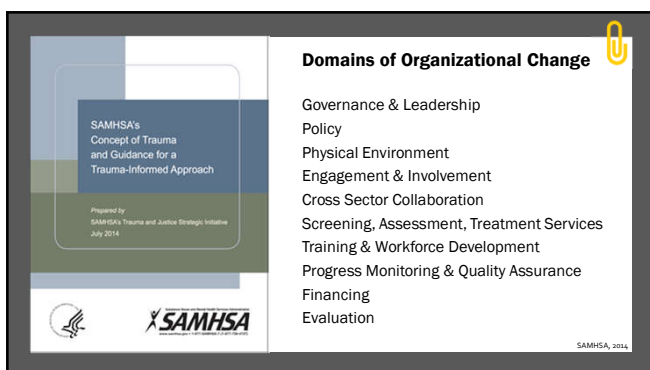 SAMHSA's
Concept of Trauma
and Guidance for a
Trauma-Informed Approach
Prepared by
SAMHSA's Trauma and Justice Strategic Initiative
July 2014
SAMHSA
Domains of Organizational Change
Governance & Leadership
Policy
Physical Environment
Engagement & Involvement
Cross Sector Collaboration
Screening, Assessment, Treatment Services
Training & Workforce Development
Progress Monitoring & Quality Assurance
Financing
Evaluation
SAMHSA, 2014